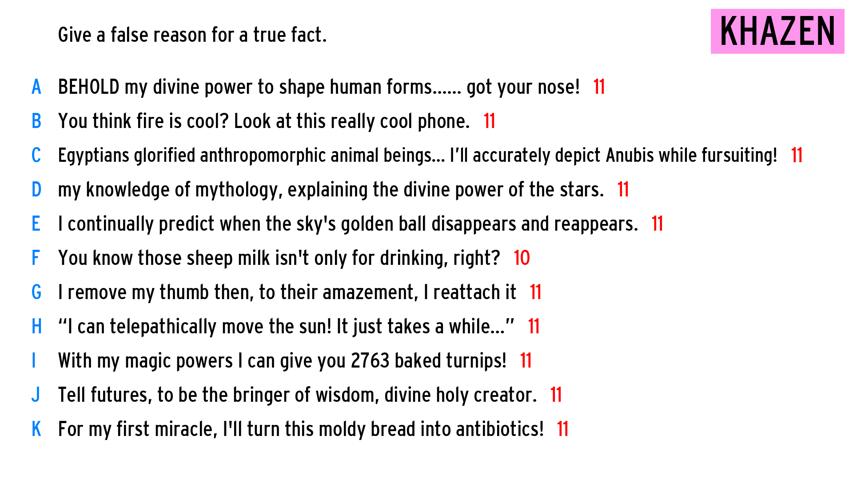 Give a false reason for a true fact.
KHAZEN
A BEHOLD my divine power to shape human forms...... got your nose! 11
B You think fire is cool? Look at this really cool phone. 11
C Egyptians glorified anthropomorphic animal beings... I'll accurately depict Anubis while fursuiting! 11
D my knowledge of mythology, explaining the divine power of the stars. 11
E I continually predict when the sky's golden ball disappears and reappears. 11
F You know those sheep milk isn't only for drinking, right? 10
G I remove my thumb then, to their amazement, I reattach it 11
H “I can telepathically move the sun! It just takes a while...” 11
I With my magic powers I can give you 2763 baked turnips! 11
J Tell futures, to be the bringer of wisdom, divine holy creator. 11
K For my first miracle, I'll turn this moldy bread into antibiotics! 11